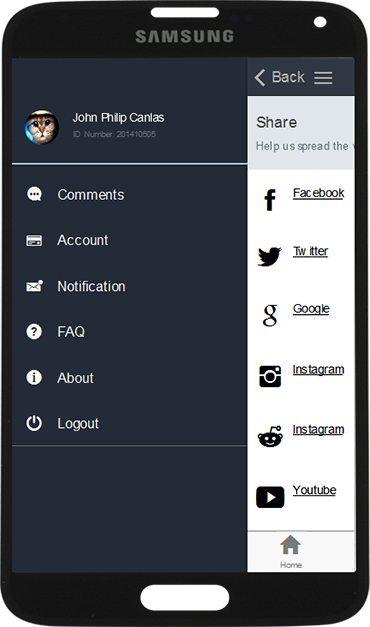 SAMSUNG
John Philip Canlas
ID Number: 201410505
Comments
Account
Notification
FAQ
About
Logout
Back
Share
Help us spread the
Facebook
Twitter
Google
Instagram
Instagram
Youtube
Home